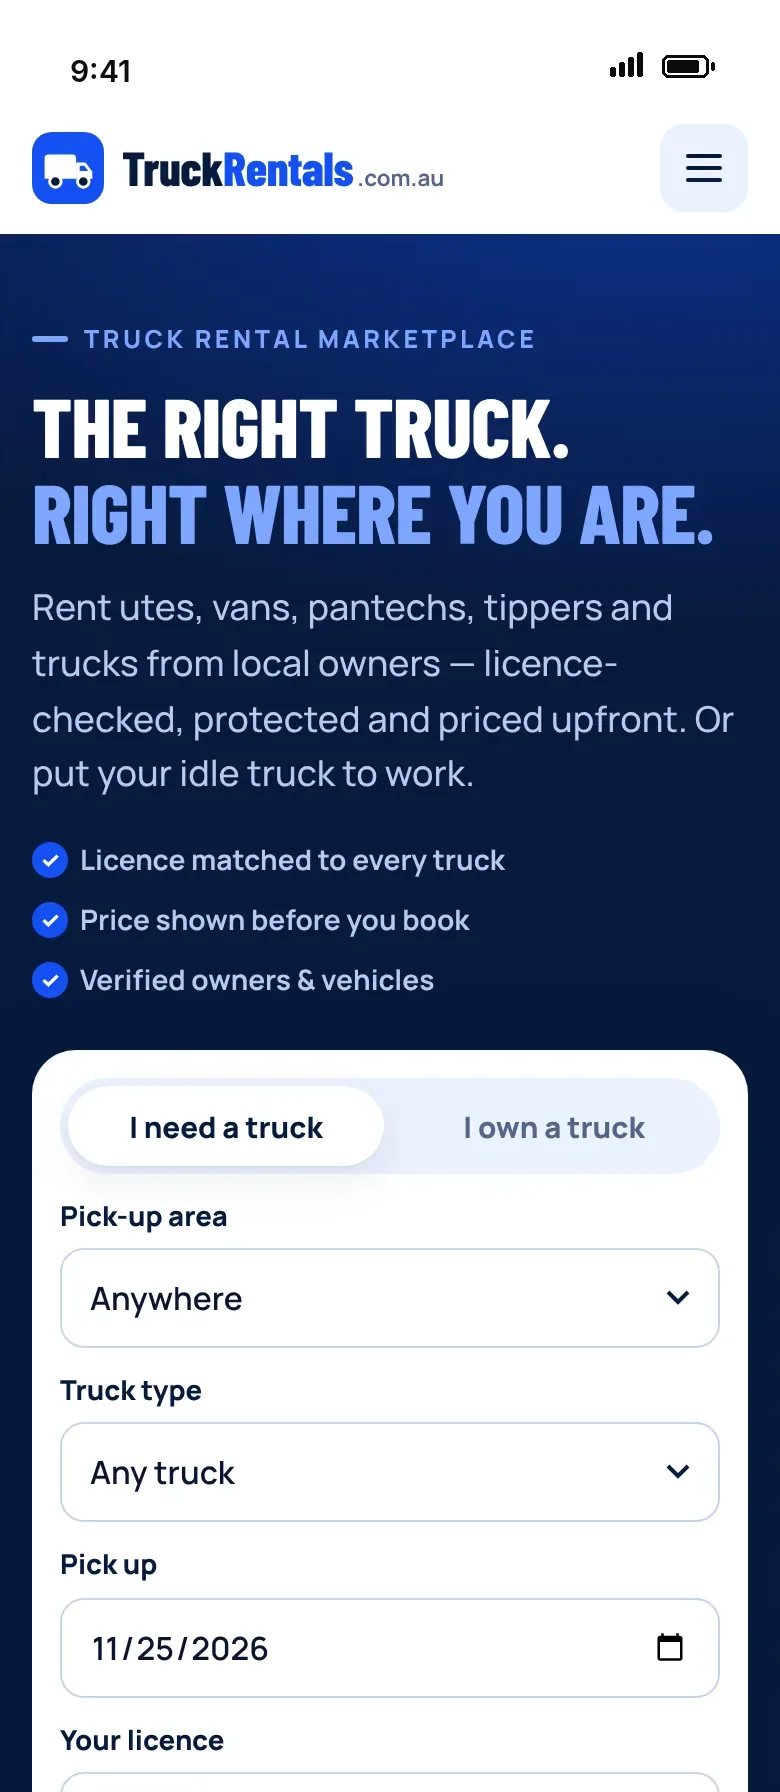 9:41
TruckRentals.com.au
TRUCK RENTAL MARKETPLACE
THE RIGHT TRUCK.
RIGHT WHERE YOU ARE.
Rent utes, vans, pantechs, tippers and
trucks from local owners — licence-
checked, protected and priced upfront. Or
put your idle truck to work.
Licence matched to every truck
Price shown before you book
Verified owners & vehicles
I need a truck
I own a truck
Pick-up area
Anywhere
Truck type
Any truck
Pick up
11/25/2026
Your licence